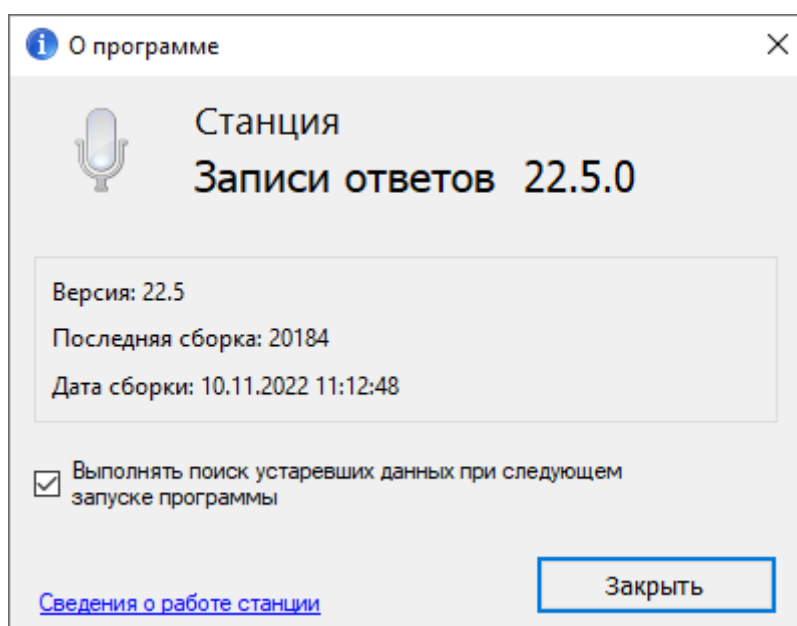 О программе
Станция
Записи ответов 22.5.0
Версия: 22.5
Последняя сборка: 20184
Дата сборки: 10.11.2022 11:12:48
Выполнять поиск устаревших данных при следующем
запуске программы
Закрыть
Сведения о работе станции